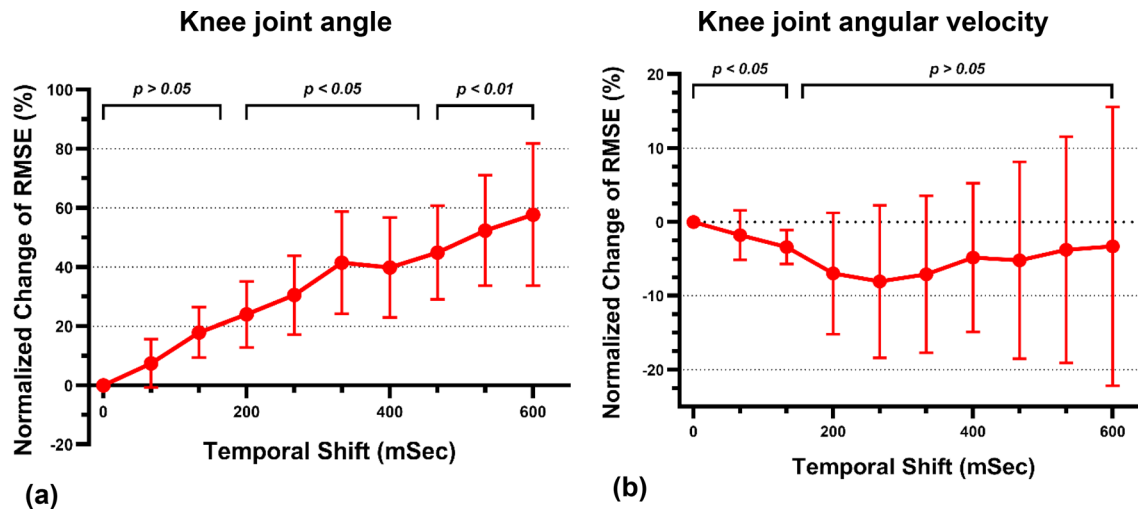 Knee joint angle
Normalized Change of RMSE (%)
100
80
60
40
20
0
-20
p > 0.05
p < 0.05
p < 0.01
0
200
400
600
Temporal Shift (mSec)
(a)
Knee joint angular velocity
Normalized Change of RMSE (%)
20
10
0
-10
-20
-30
p < 0.05
p > 0.05
0
200
400
600
Temporal Shift (mSec)
(b)